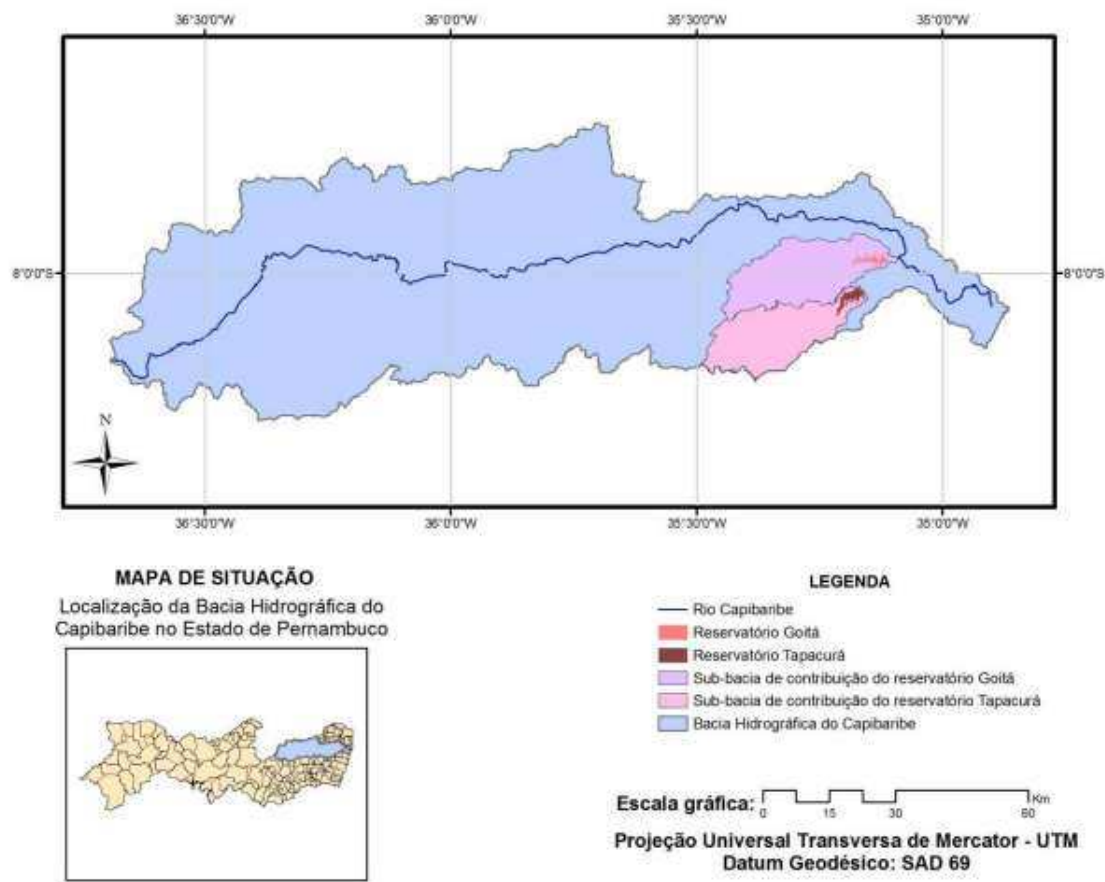 36°30'0"W 36°0'0"W 35°30'0"W 35°0'0"W
8°0'0"S 8°0'0"S
N
36°30'0"W 36°0'0"W 35°30'0"W 35°0'0"W
MAPA DE SITUAÇÃO
Localização da Bacia Hidrográfica do
Capibaribe no Estado de Pernambuco
LEGENDA
Rio Capibaribe
Reservatório Goitá
Reservatório Tapacurá
Sub-bacia de contribuição do reservatório Goitá
Sub-bacia de contribuição do reservatório Tapacurá
Bacia Hidrográfica do Capibaribe
Escala gráfica: 0 15 30 60 Km
Projeção Universal Transversa de Mercator - UTM
Datum Geodésico: SAD 69